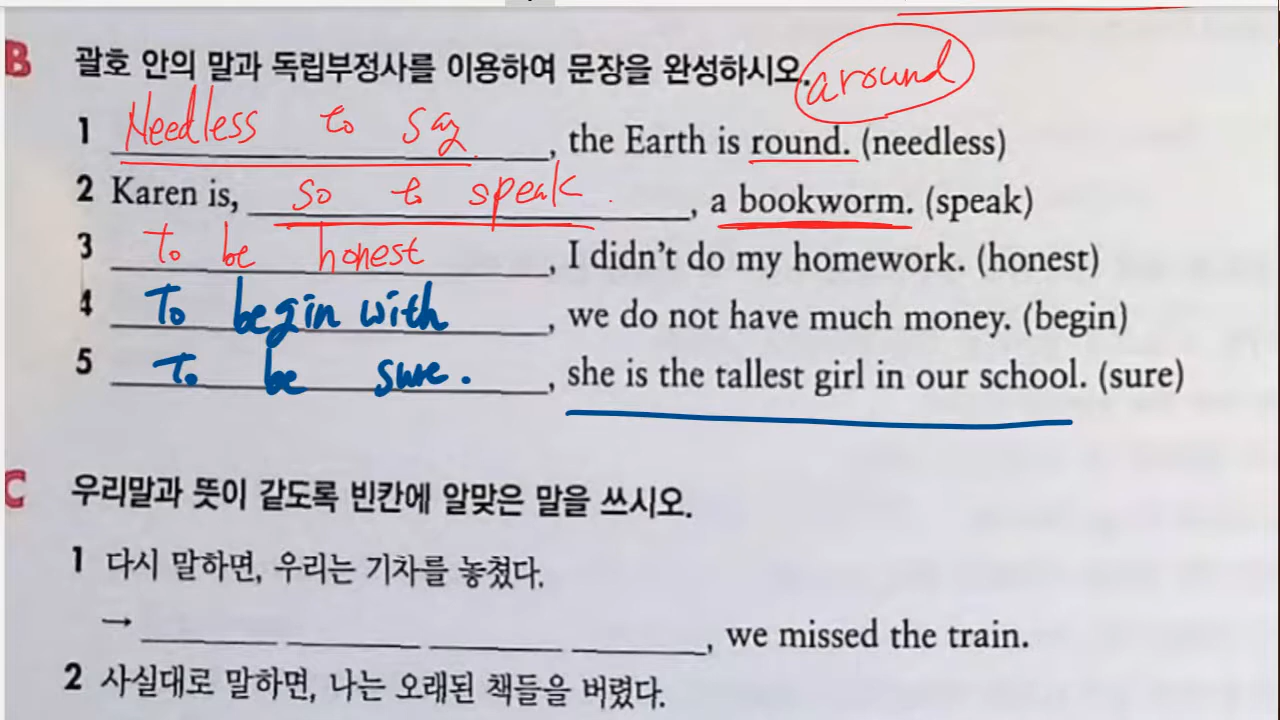 B 괄호 안의 말과 독립부정사를 이용하여 문장을 완성하시오. around
1 Needless to say, the Earth is round. (needless)
2 Karen is, so to speak, a bookworm. (speak)
3 to be honest, I didn't do my homework. (honest)
4 To begin with, we do not have much money. (begin)
5 To be sure., she is the tallest girl in our school. (sure)
C 우리말과 뜻이 같도록 빈칸에 알맞은 말을 쓰시오.
1 다시 말하면, 우리는 기차를 놓쳤다.
→ ____ ____ ____ ____, we missed the train.
2 사실대로 말하면, 나는 오래된 책들을 버렸다.